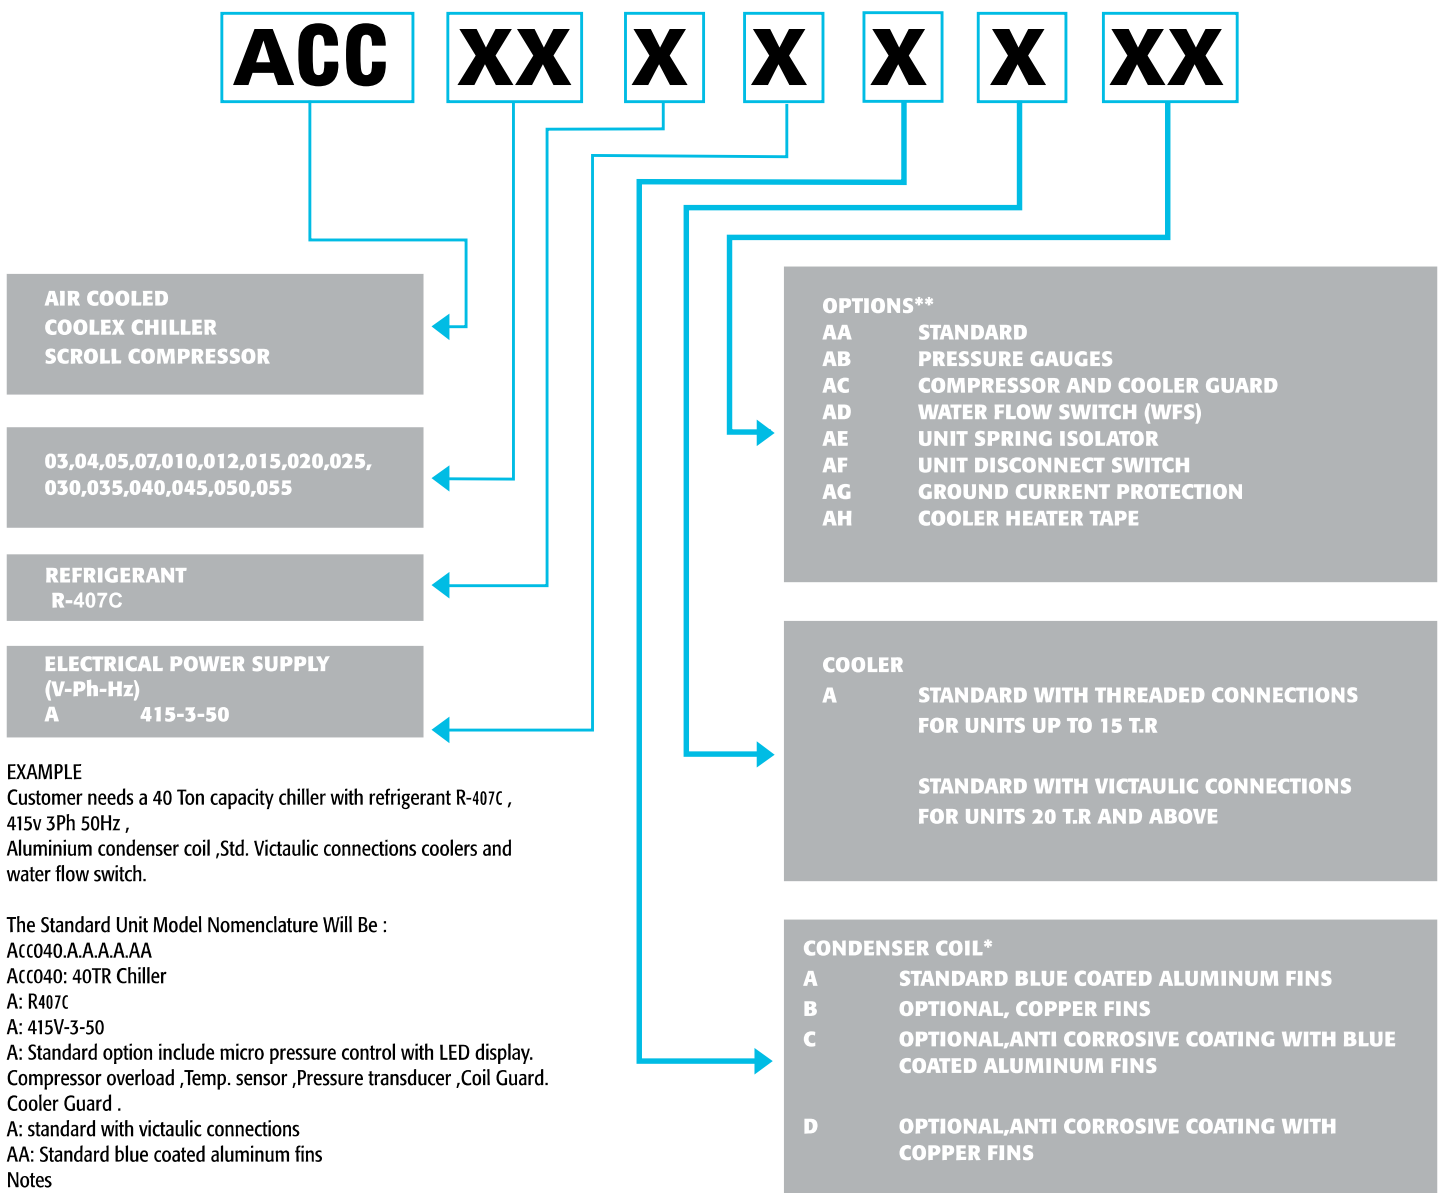 ACC XX X X X X XX
AIR COOLED
COOLEX CHILLER
SCROLL COMPRESSOR
03,04,05,07,010,012,015,020,025,
030,035,040,045,050,055
REFRIGERANT
R-407C
ELECTRICAL POWER SUPPLY
(V-Ph-Hz)
A 415-3-50
EXAMPLE
Customer needs a 40 Ton capacity chiller with refrigerant R-407C ,
415v 3Ph 50Hz ,
Aluminium condenser coil ,Std. Victaulic connections coolers and
water flow switch.
The Standard Unit Model Nomenclature Will Be :
ACC040.A.A.A.A.AA
ACC040: 40TR Chiller
A: R407C
A: 415V-3-50
A: Standard option include micro pressure control with LED display.
Compressor overload ,Temp. sensor ,Pressure transducer ,Coil Guard.
Cooler Guard .
A: standard with victaulic connections
AA: Standard blue coated aluminum fins
Notes
OPTIONS**
AA STANDARD
AB PRESSURE GAUGES
AC COMPRESSOR AND COOLER GUARD
AD WATER FLOW SWITCH (WFS)
AE UNIT SPRING ISOLATOR
AF UNIT DISCONNECT SWITCH
AG GROUND CURRENT PROTECTION
AH COOLER HEATER TAPE
COOLER
A STANDARD WITH THREADED CONNECTIONS
FOR UNITS UP TO 15 T.R
STANDARD WITH VICTAULIC CONNECTIONS
FOR UNITS 20 T.R AND ABOVE
CONDENSER COIL*
A STANDARD BLUE COATED ALUMINUM FINS
B OPTIONAL, COPPER FINS
C OPTIONAL,ANTI CORROSIVE COATING WITH BLUE
COATED ALUMINUM FINS
D OPTIONAL,ANTI CORROSIVE COATING WITH
COPPER FINS